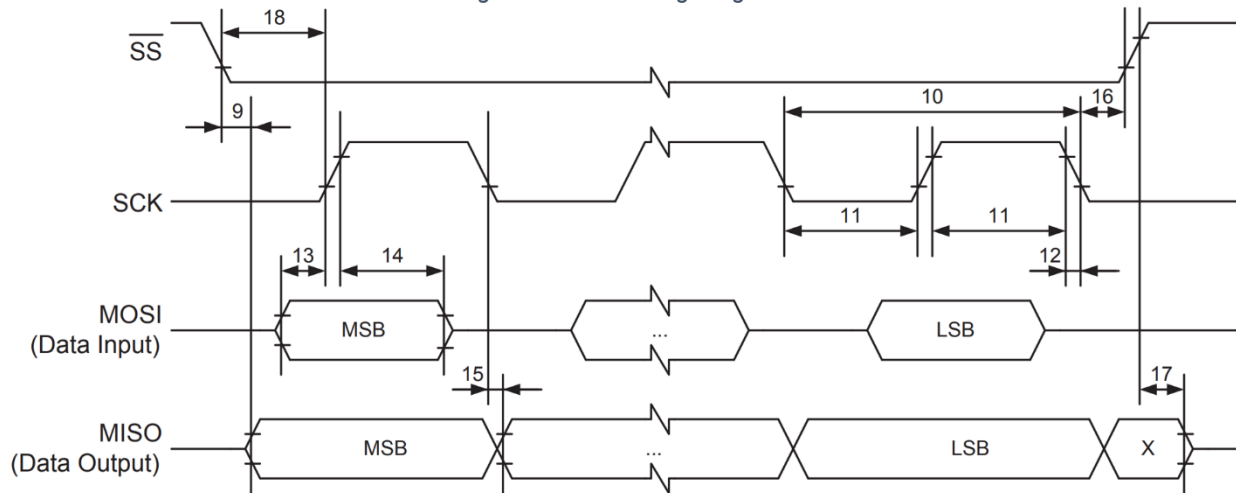 18
SS
9
10
16
SCK
11
11
12
13
14
MOSI
(Data Input)
MSB
...
LSB
15
17
MISO
(Data Output)
MSB
...
LSB
X